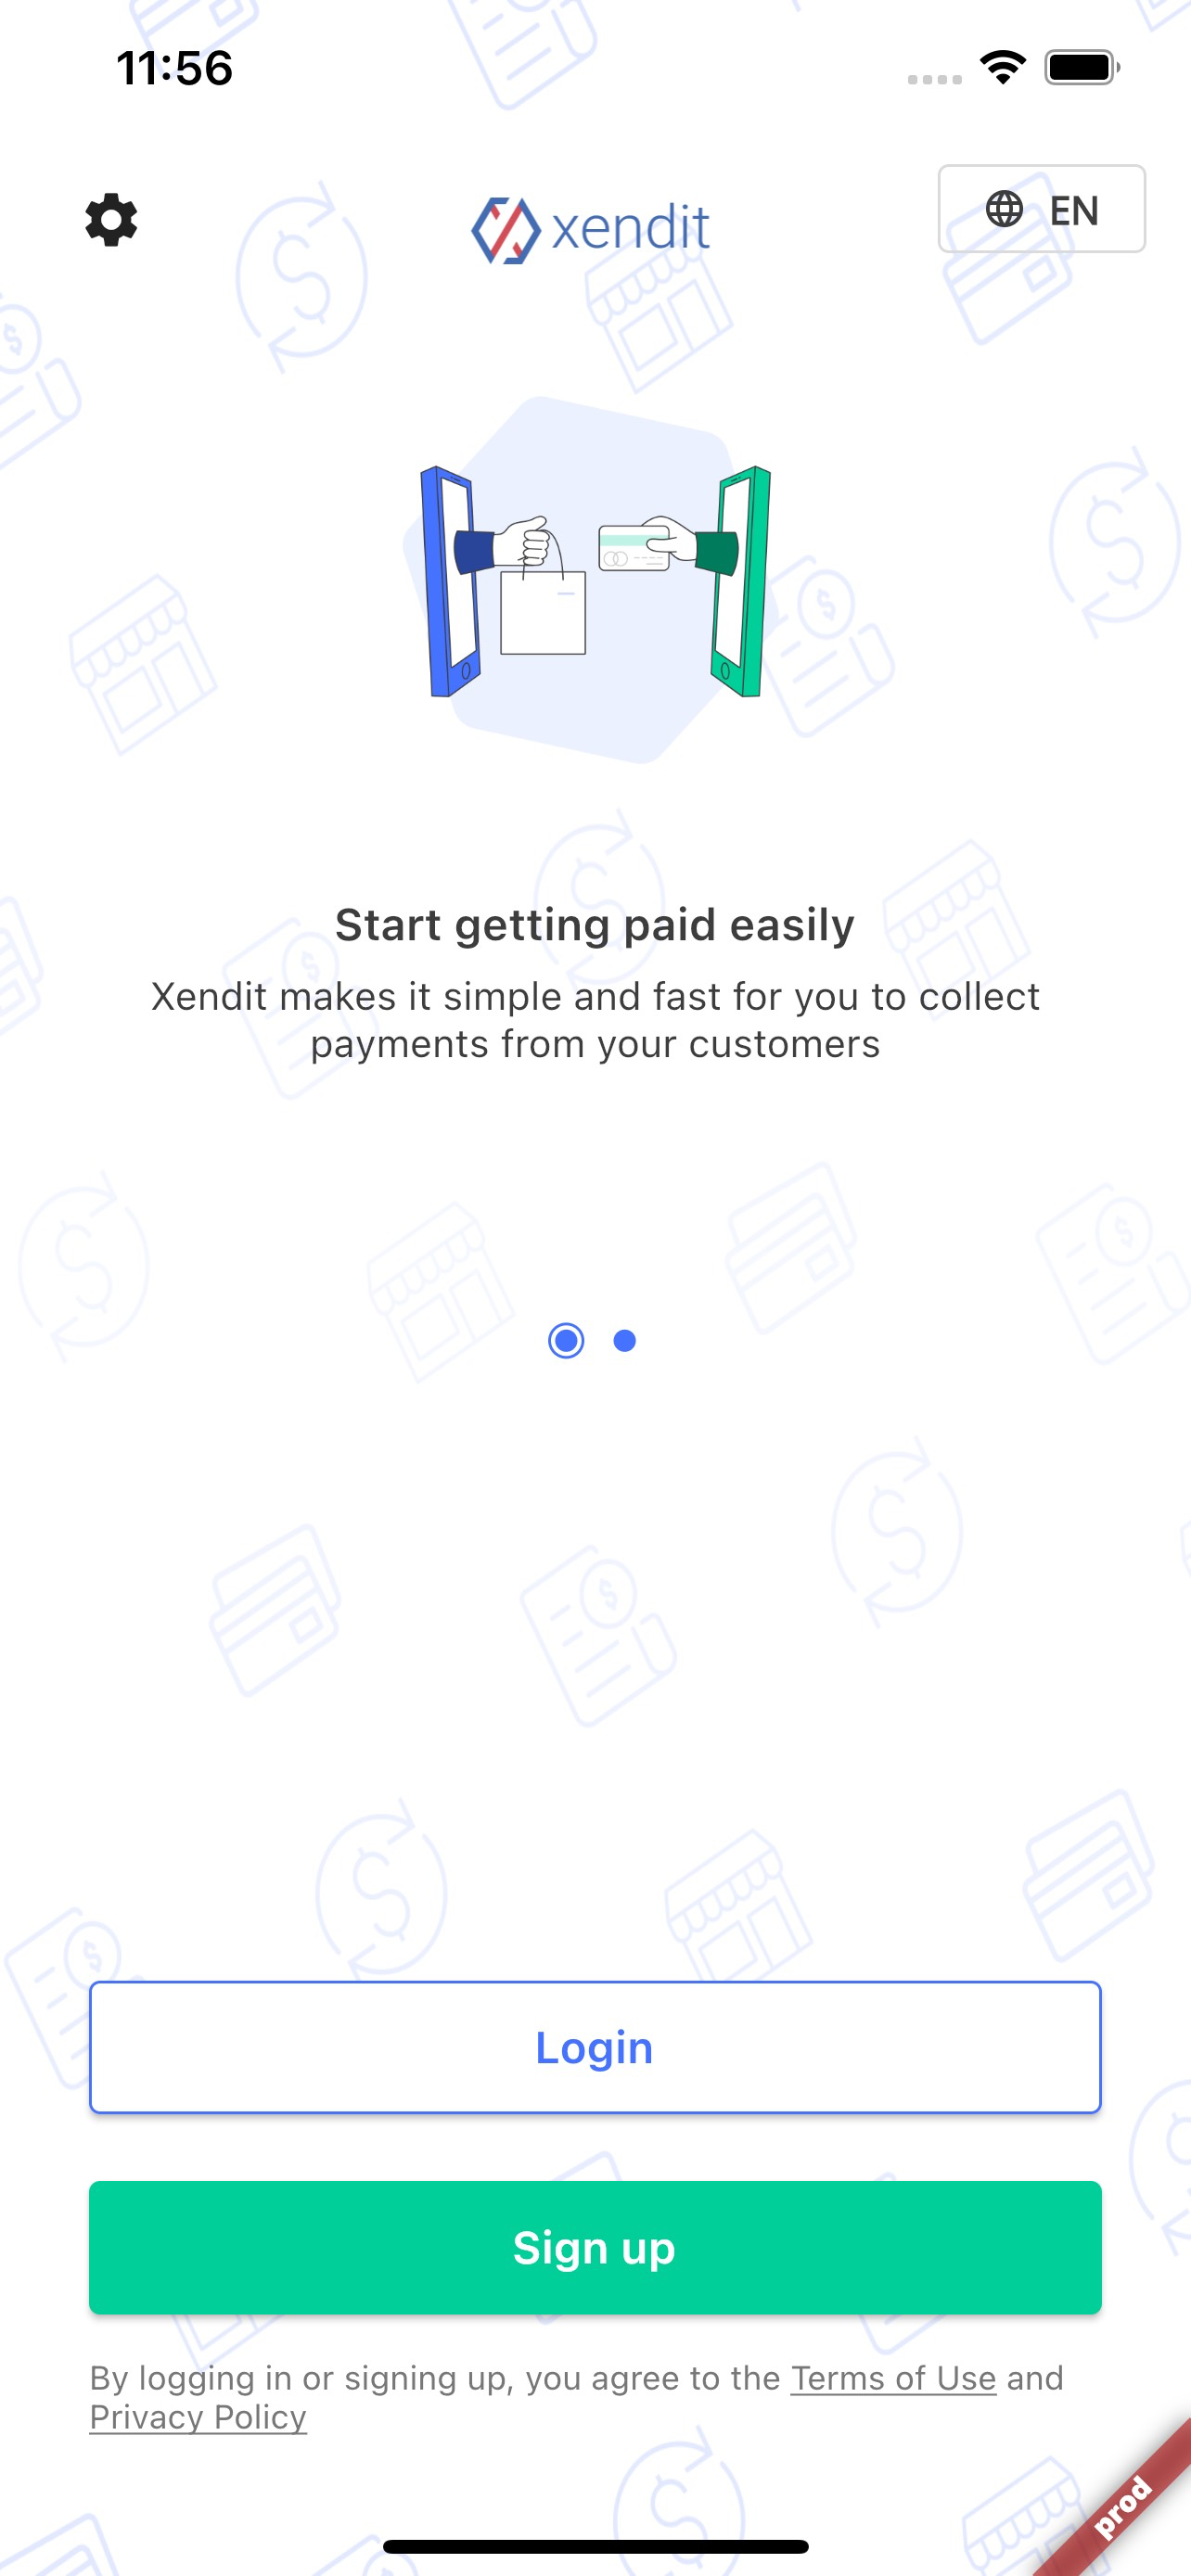 11:56
xendit
EN
Start getting paid easily
Xendit makes it simple and fast for you to collect
payments from your customers
Login
Sign up
By logging in or signing up, you agree to the Terms of Use and
Privacy Policy
prod